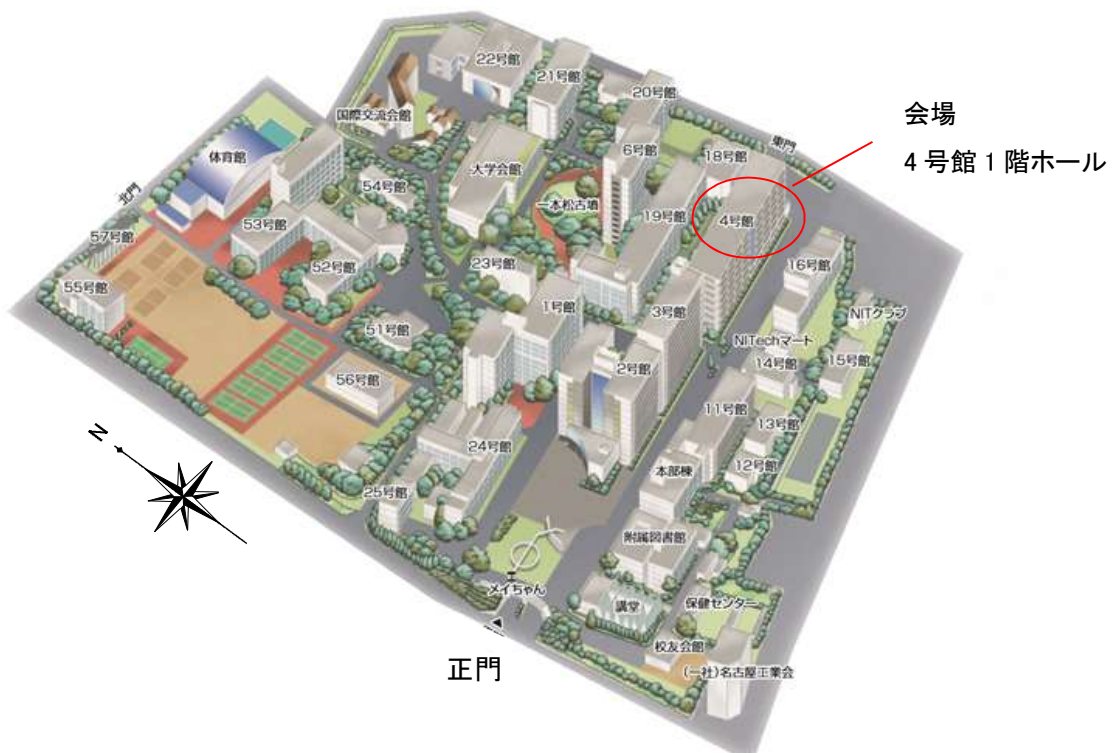 会場
4 号館 1 階ホール
22号館
21号館
20号館
国際交流会館
東門
6号館
18号館
体育館
大学会館
北門
54号館
一本松古墳
19号館
4号館
53号館
57号館
52号館
23号館
16号館
55号館
1号館
3号館
NITクラブ
51号館
NITechマート
15号館
14号館
2号館
56号館
11号館
13号館
24号館
12号館
本部棟
N
25号館
附属図書館
メイちゃん
講堂
保健センター
校友会館
正門
(一社)名古屋工業会